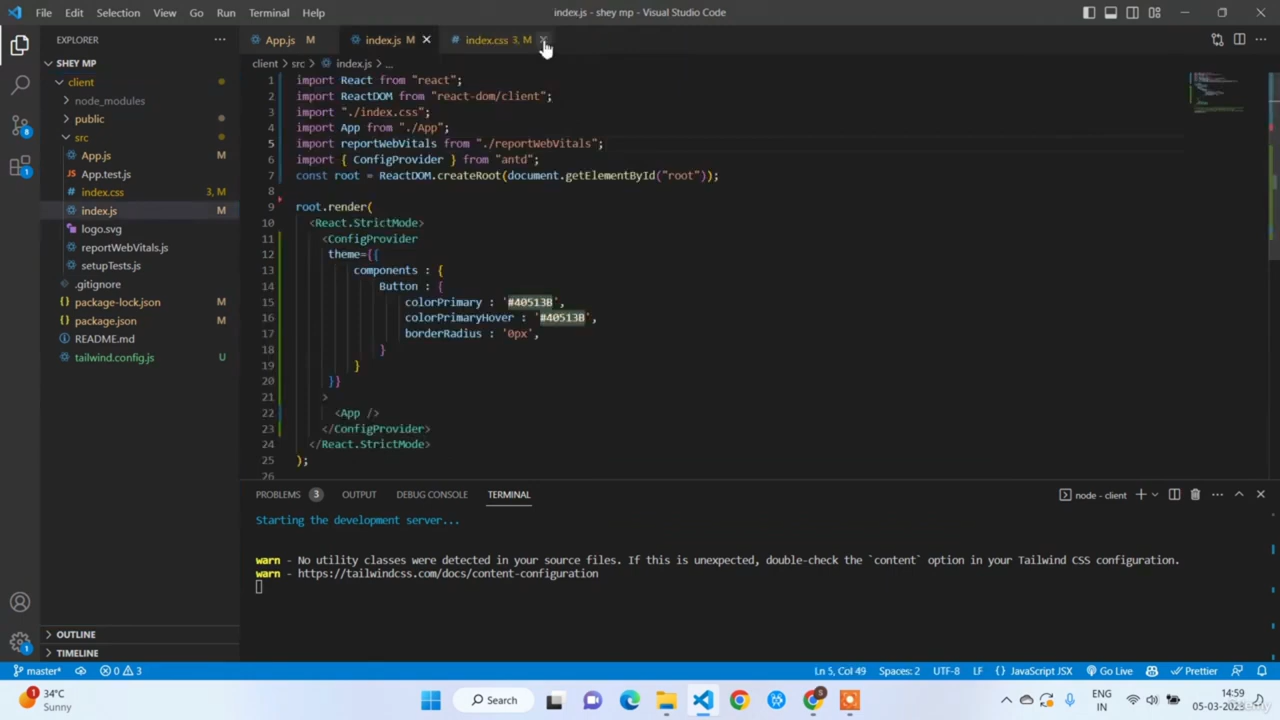 File Edit Selection View Go Run Terminal Help
index.js - shey mp - Visual Studio Code
EXPLORER
SHEY MP
client
node_modules
public
src
App.js M
App.test.js
index.css 3, M
index.js M
logo.svg
reportWebVitals.js
setupTests.js
.gitignore
package-lock.json M
package.json M
README.md
tailwind.config.js U
OUTLINE
TIMELINE
App.js M
index.js M
index.css 3, M
client > src > index.js > ...
1 import React from "react";
2 import ReactDOM from "react-dom/client";
3 import "./index.css";
4 import App from "./App";
5 import reportWebVitals from "./reportWebVitals";
6 import { ConfigProvider } from "antd";
7 const root = ReactDOM.createRoot(document.getElementById("root"));
8
9 root.render(
10 <React.StrictMode>
11 <ConfigProvider
12 theme={{
13 components : {
14 Button : {
15 colorPrimary : '#40513B',
16 colorPrimaryHover : '#40513B',
17 borderRadius : '0px',
18 }
19 }
20 }}
21 >
22 <App />
23 </ConfigProvider>
24 </React.StrictMode>
25 );
26
PROBLEMS 3 OUTPUT DEBUG CONSOLE TERMINAL
node - client
Starting the development server...
warn - No utility classes were detected in your source files. If this is unexpected, double-check the `content` option in your Tailwind CSS configuration.
warn - https://tailwindcss.com/docs/content-configuration
master* 0 3
Ln 5, Col 49 Spaces: 2 UTF-8 LF {} JavaScript JSX Go Live Prettier
34°C
Sunny
Search
ENG
IN
14:59